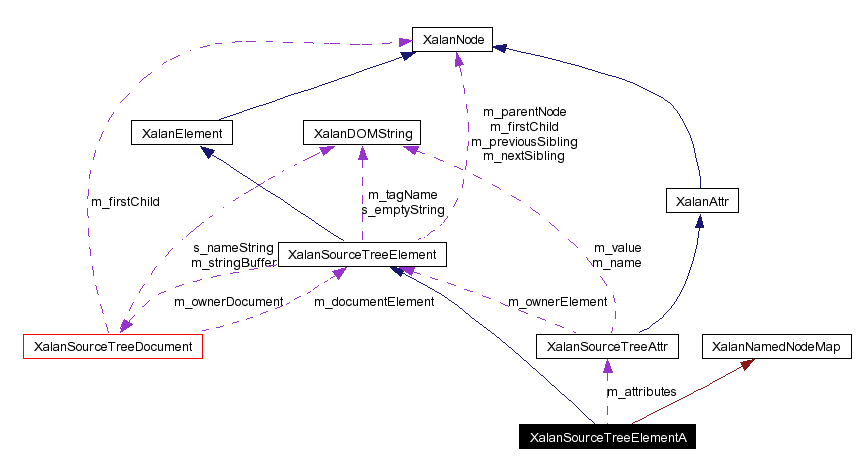 XalanNode
m_parentNode
m_firstChild
m_previousSibling
m_nextSibling
XalanElement
XalanDOMString
m_firstChild
m_tagName
s_emptyString
XalanAttr
s_nameString
m_stringBuffer
XalanSourceTreeElement
m_value
m_name
m_ownerDocument
m_documentElement
m_ownerElement
XalanSourceTreeDocument
XalanSourceTreeAttr
XalanNamedNodeMap
m_attributes
XalanSourceTreeElementA